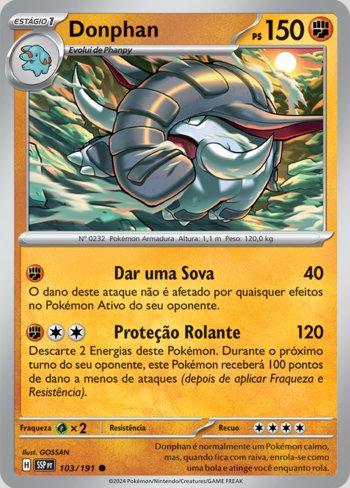 ESTÁGIO 1
Donphan
PS 150
Evolui de Phanpy
Nº 0232 Pokémon Armadura Altura: 1,1 m Peso: 120,0 kg
Dar uma Sova 40
O dano deste ataque não é afetado por quaisquer efeitos
no Pokémon Ativo do seu oponente.
Proteção Rolante 120
Descarte 2 Energias deste Pokémon. Durante o próximo
turno do seu oponente, este Pokémon receberá 100 pontos
de dano a menos de ataques (depois de aplicar Fraqueza e
Resistência).
Fraqueza ×2 Resistência Recuo
Ilust. GOSSAN
H SSP PT 103/191
Donphan é normalmente um Pokémon calmo,
mas, quando fica com raiva, enrola-se como
uma bola e atinge você enquanto rola.
©2024 Pokémon/Nintendo/Creatures/GAME FREAK